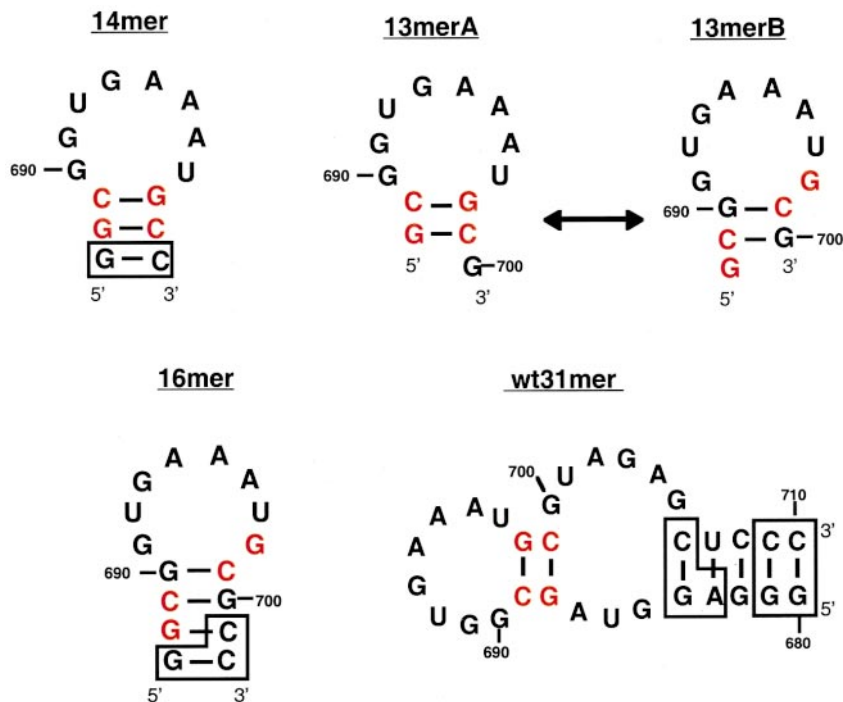 14mer
G A
U A
G A
690 G U
C G
G C
G C
5' 3'
13merA
G A
U A
G A
690 G U
C G
G C
5' G 700
3'
13merB
A A
G A
U U
G G
690 G C
C G 700
G 3'
5'
16mer
A A
G A
U U
G G
690 G C
C G 700
G C
G C
5' 3'
wt31mer
700 G U A G A G
710
A A A U G C C U C C C 3'
G U G G C G A U G G A G G G 5'
690 680